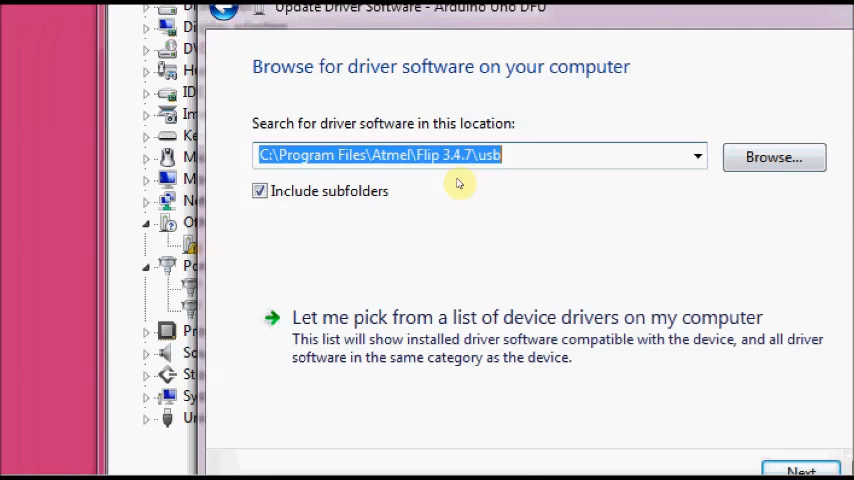 Update Driver Software - Arduino Uno DFU
Browse for driver software on your computer
Search for driver software in this location:
C:\Program Files\Atmel\Flip 3.4.7\usb
Browse...
Include subfolders
Let me pick from a list of device drivers on my computer
This list will show installed driver software compatible with the device, and all driver
software in the same category as the device.
Next